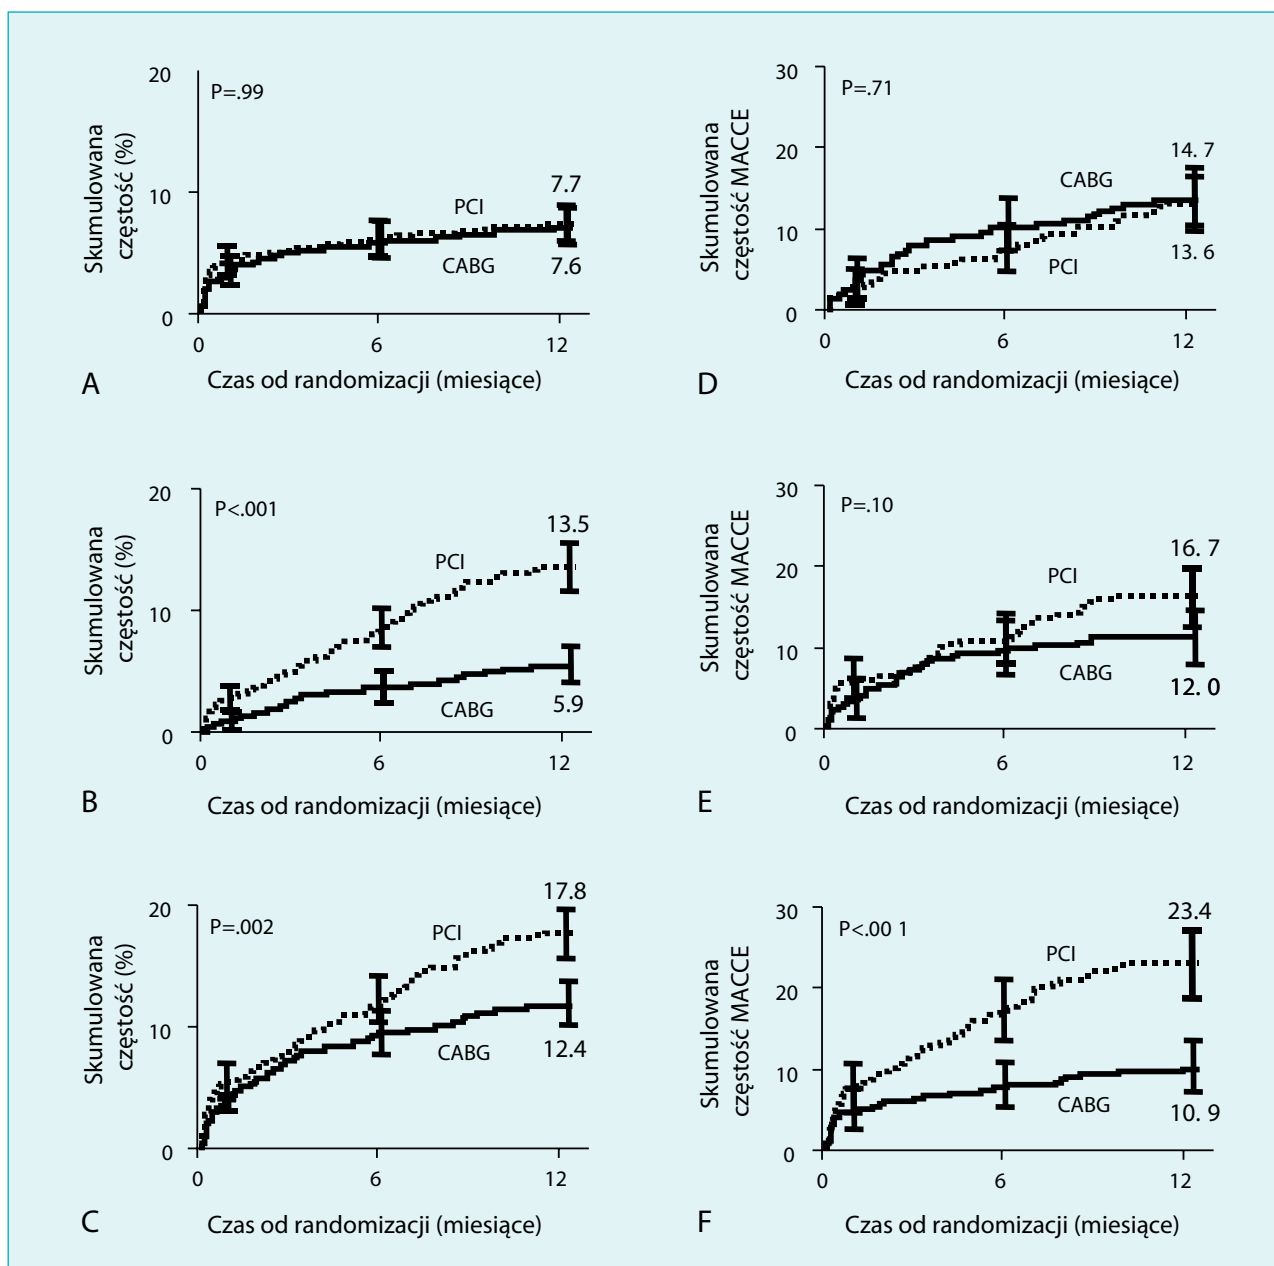 20
P=.99
Skumulowana
częstość (%)
10
PCI
7.7
CABG
7.6
0
0
6
12
A
Czas od randomizacji (miesiące)
30
P=.71
Skumulowana
częstość MACCE
20
14. 7
CABG
10
PCI
13. 6
0
0
6
12
D
Czas od randomizacji (miesiące)
20
P<.001
Skumulowana
częstość (%)
13.5
PCI
10
CABG
5.9
0
0
6
12
B
Czas od randomizacji (miesiące)
30
P=.10
Skumulowana
częstość MACCE
20
16. 7
PCI
10
CABG
12. 0
0
0
6
12
E
Czas od randomizacji (miesiące)
20
P=.002
Skumulowana
częstość (%)
17.8
PCI
10
CABG
12.4
0
0
6
12
C
Czas od randomizacji (miesiące)
30
P<.00 1
Skumulowana
częstość MACCE
23.4
20
PCI
10
CABG
10. 9
0
0
6
12
F
Czas od randomizacji (miesiące)